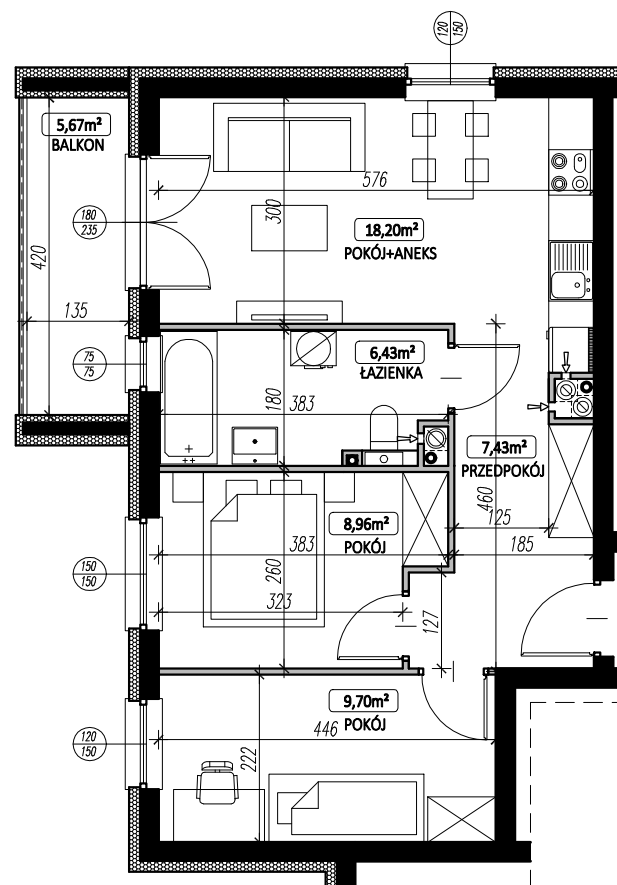 120
150
5,67m²
BALKON
576
180
235
300
18,20m²
POKÓJ+ANEKS
420
135
75
75
6,43m²
ŁAZIENKA
180
383
7,43m²
PRZEDPOKÓJ
460
125
8,96m²
POKÓJ
150
150
383
185
260
323
127
9,70m²
POKÓJ
120
150
446
222